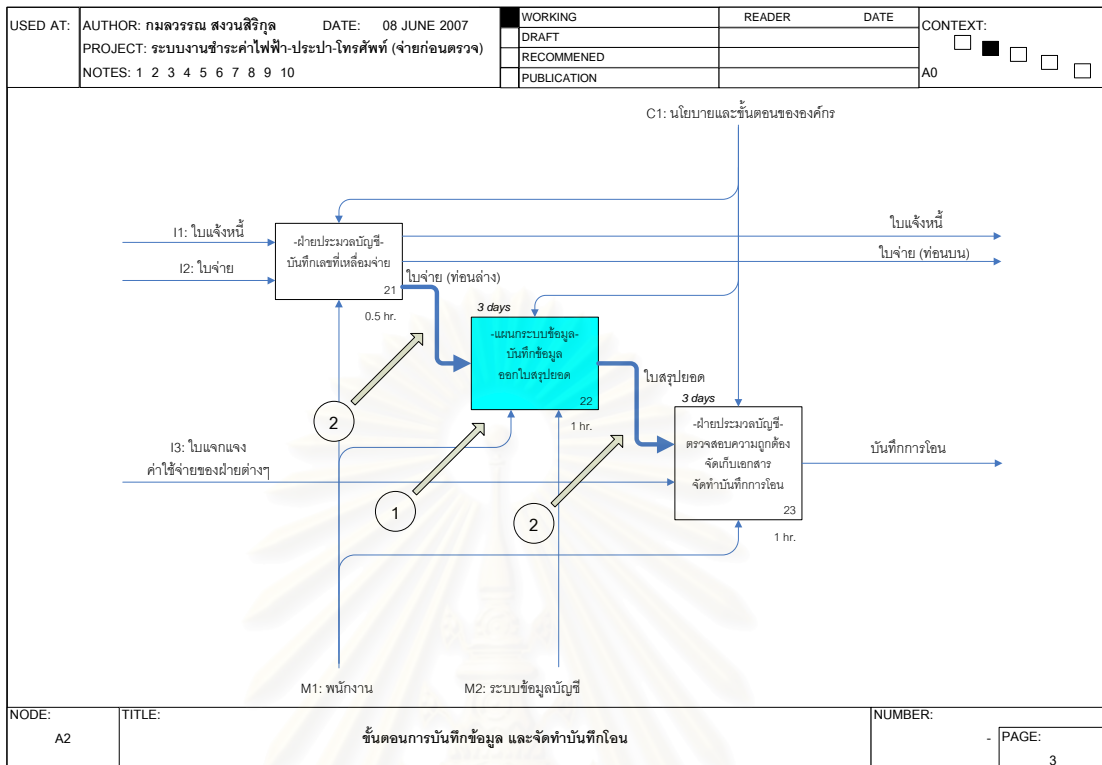 USED AT:
AUTHOR: กมลวรรณ สงวนสิริกุล DATE: 08 JUNE 2007
PROJECT: ระบบงานชำระค่าไฟฟ้า-ประปา-โทรศัพท์ (จ่ายก่อนตรวจ)
NOTES: 1 2 3 4 5 6 7 8 9 10
WORKING READER DATE
DRAFT
RECOMMENED
PUBLICATION
CONTEXT:
A0
C1: นโยบายและขั้นตอนขององค์กร
I1: ใบแจ้งหนี้
I2: ใบจ่าย
-ฝ่ายประมวลบัญชี-
บันทึกเลขที่เหลื่อมจ่าย
21
0.5 hr.
ใบแจ้งหนี้
ใบจ่าย (ท่อนบน)
ใบจ่าย (ท่อนล่าง)
3 days
-แผนกระบบข้อมูล-
บันทึกข้อมูล
ออกใบสรุปยอด
22
1 hr.
ใบสรุปยอด
3 days
-ฝ่ายประมวลบัญชี-
ตรวจสอบความถูกต้อง
จัดเก็บเอกสาร
จัดทำบันทึกการโอน
23
1 hr.
บันทึกการโอน
2
I3: ใบแจกแจง
ค่าใช้จ่ายของฝ่ายต่างๆ
1
2
M1: พนักงาน
M2: ระบบข้อมูลบัญชี
NODE:
A2
TITLE:
ขั้นตอนการบันทึกข้อมูล และจัดทำบันทึกโอน
NUMBER:
-
PAGE:
3